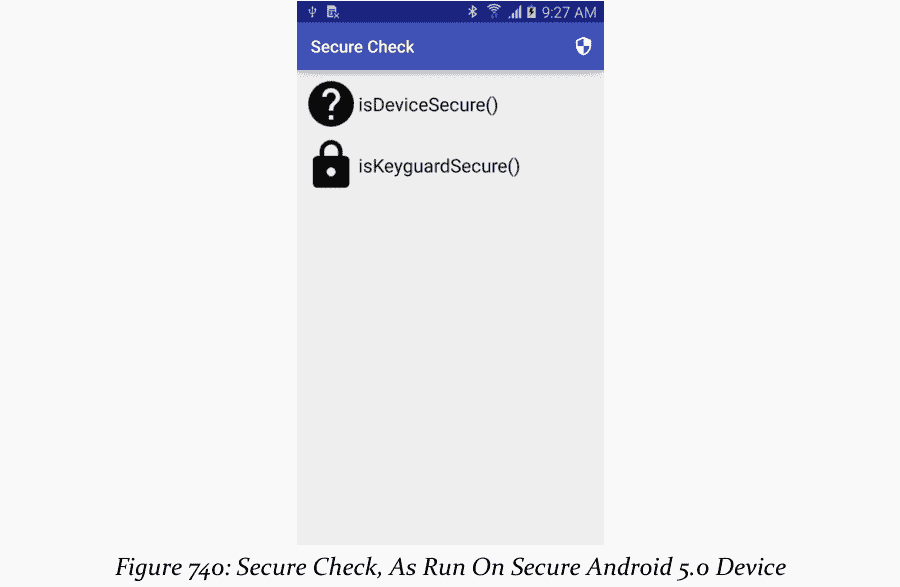 9:27 AM
Secure Check
isDeviceSecure()
isKeyguardSecure()
Figure 740: Secure Check, As Run On Secure Android 5.0 Device